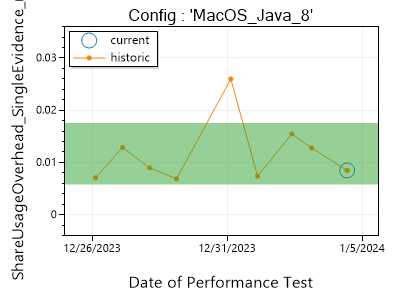 Config : 'MacOS_Java_8'
ShareUsageOverhead_SingleEvidence_
current
historic
0.03
0.02
0.01
0
12/26/2023
12/31/2023
1/5/2024
Date of Performance Test